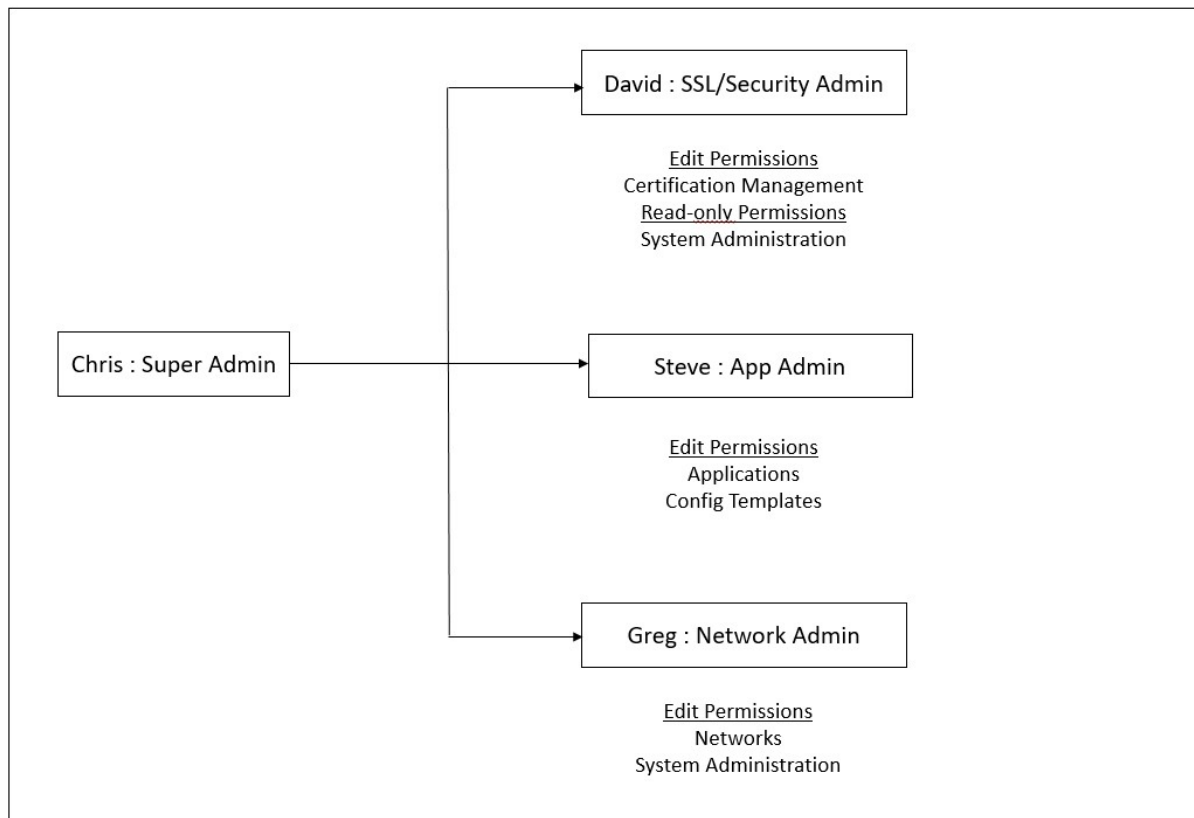 David : SSL/Security Admin
Edit Permissions
Certification Management
Read-only Permissions
System Administration
Chris : Super Admin
Steve : App Admin
Edit Permissions
Applications
Config Templates
Greg : Network Admin
Edit Permissions
Networks
System Administration